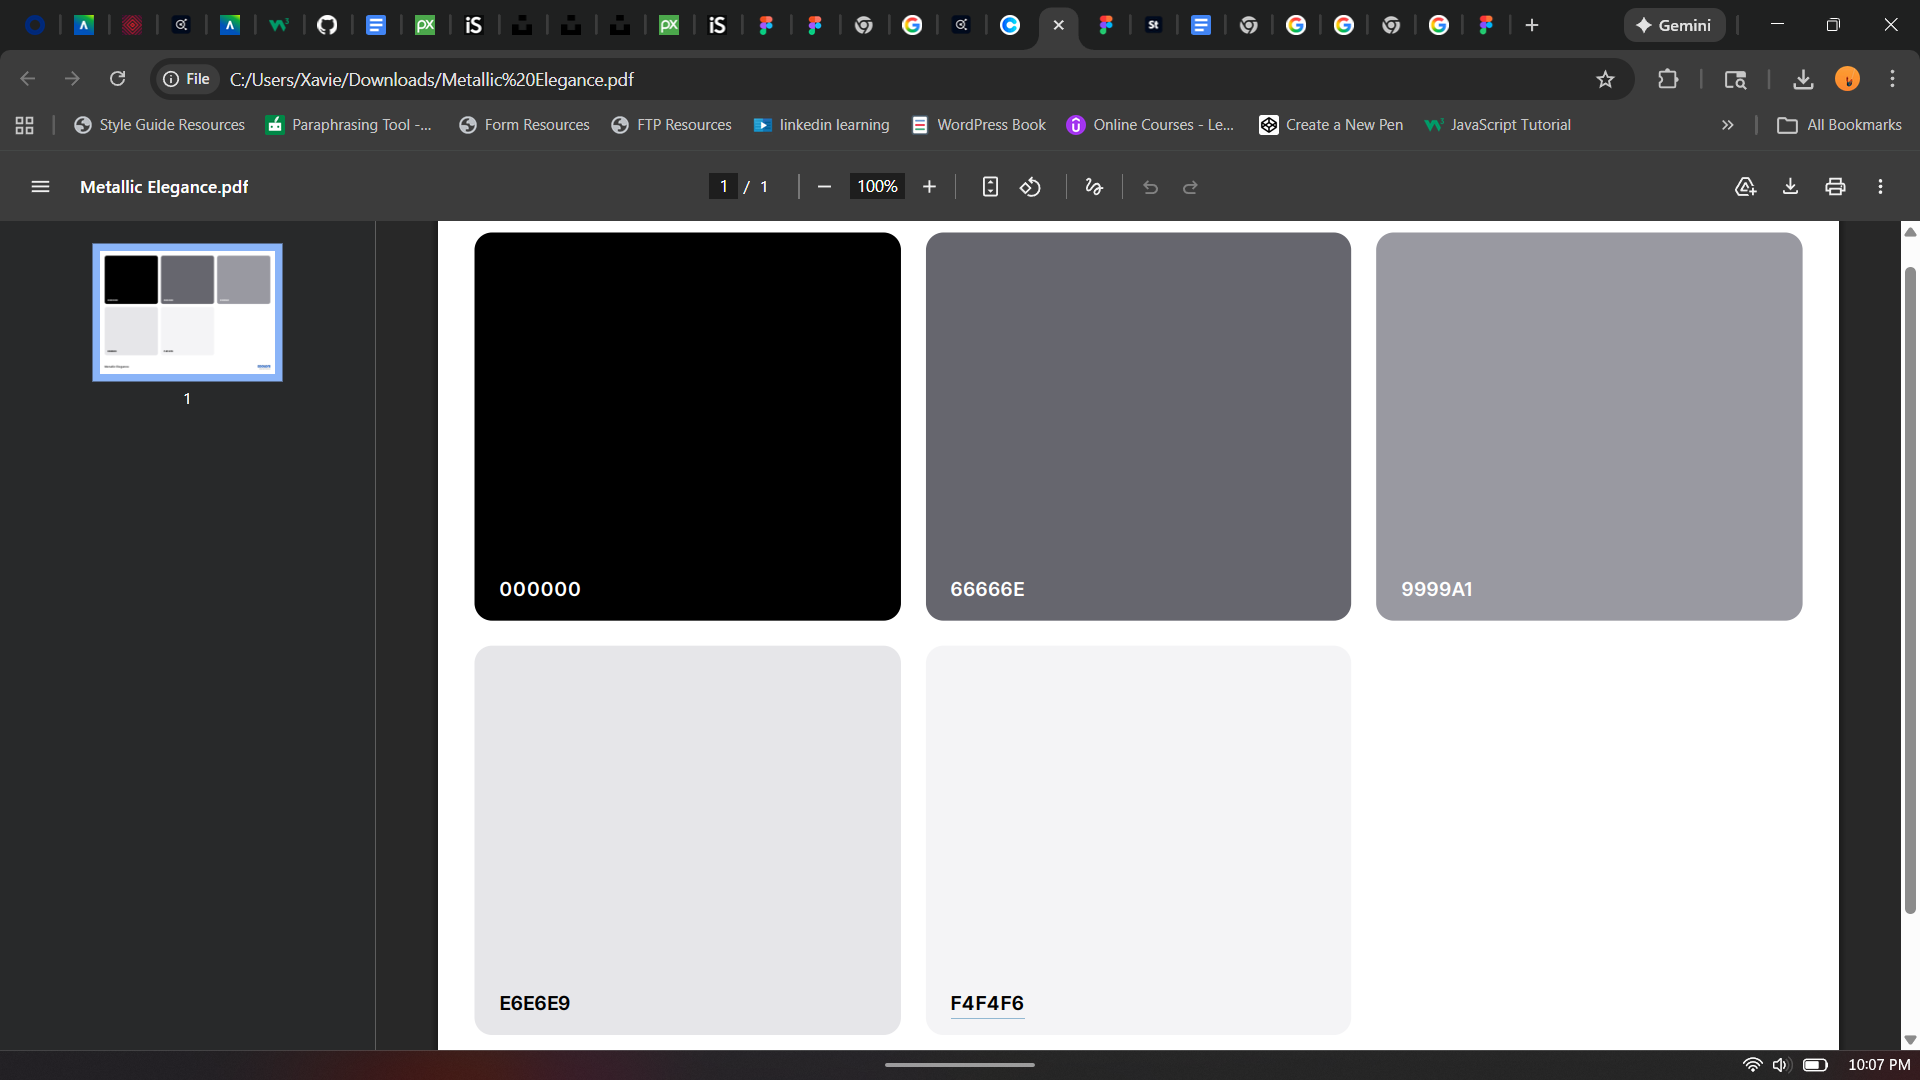 Gemini
File
C:/Users/Xavie/Downloads/Metallic%20Elegance.pdf
Style Guide Resources
Paraphrasing Tool -...
Form Resources
FTP Resources
linkedin learning
WordPress Book
Online Courses - Le...
Create a New Pen
JavaScript Tutorial
All Bookmarks
Metallic Elegance.pdf
1 / 1
100%
1
000000
66666E
9999A1
E6E6E9
F4F4F6
10:07 PM